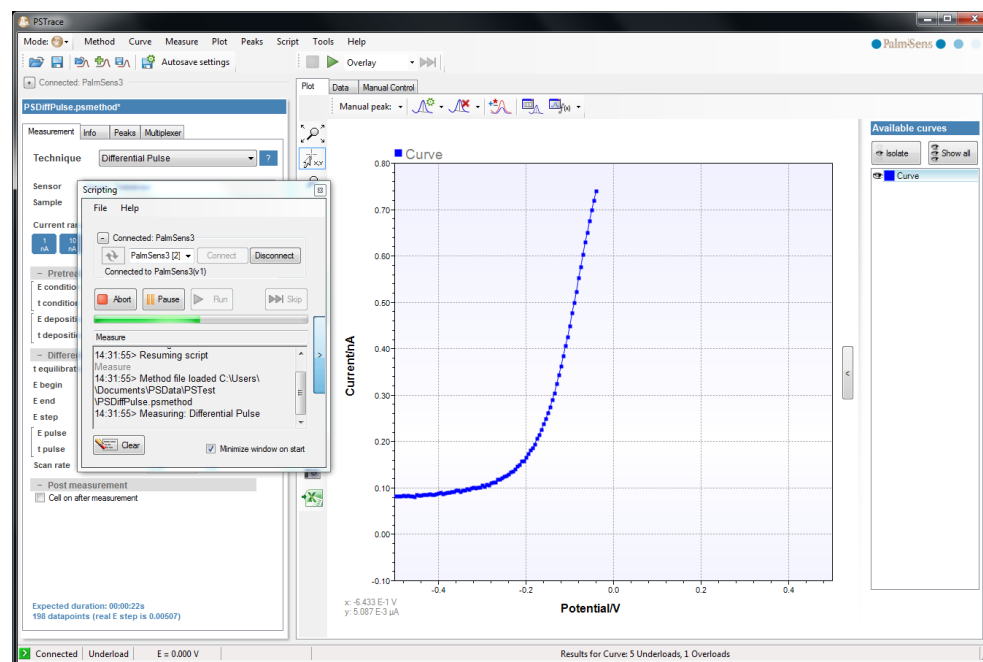 PSTrace
Mode: Method Curve Measure Plot Peaks Script Tools Help
PalmSens
Autosave settings
Overlay
Connected: PalmSens3
Plot Data Manual Control
PSDiffPulse.psmethod*
Manual peak:
Measurement Info Peaks Multiplexer
Technique Differential Pulse ?
Sensor
Sample
Current ra
1 nA 10 nA
Pretrea
E conditio
t condition
E depositi
t depositi
Differe
t equilibrat
E begin
E end
E step
E pulse
t pulse
Scan rate
Post measurement
Cell on after measurement
Expected duration: 00:00:22s
198 datapoints (real E step is 0.00507)
Scripting
File Help
Connected: PalmSens3
PalmSens3 [2] Connect Disconnect
Connected to PalmSens3(v1)
Abort Pause Run Skip
Measure
14:31:55> Resuming script
Measure
14:31:55> Method file loaded C:\Users\
\Documents\PSData\PSTest
\PSDiffPulse.psmethod
14:31:55> Measuring: Differential Pulse
Clear
Minimize window on start
x,y
Curve
0.80
0.70
0.60
0.50
0.40
0.30
0.20
0.10
0.00
-0.10
Current/nA
-0.4 -0.2 0.0 0.2 0.4
Potential/V
x: -6.433 E-1 V
y: 5.087 E-3 µA
Available curves
Isolate Show all
Curve
Connected Underload E = 0.000 V
Results for Curve: 5 Underloads, 1 Overloads